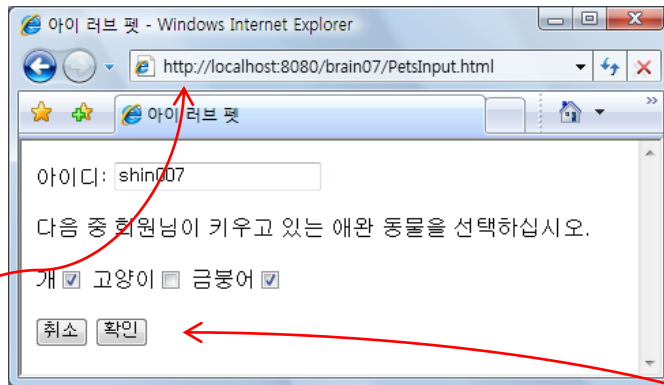 아이 러브 펫 - Windows Internet Explorer
http://localhost:8080/brain07/PetsInput.html
아이 러브 펫
아이디: shin007
다음 중 회원님이 키우고 있는 애완 동물을 선택하십시오.
개 고양이 금붕어
취소 확인